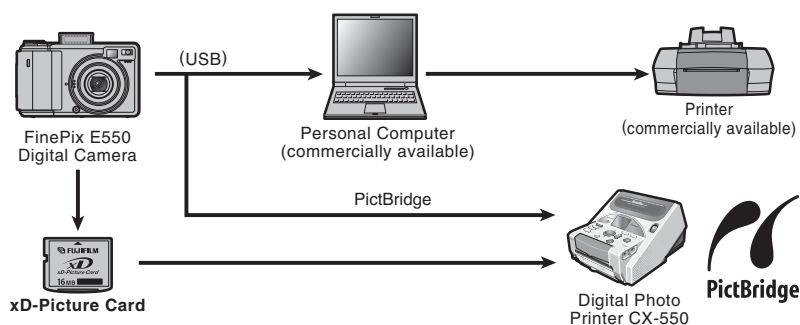 (USB)
FinePix E550
Digital Camera
Personal Computer
(commercially available)
Printer
(commercially available)
PictBridge
FUJIFILM
xD
xD-Picture Card
16MB
xD-Picture Card
Digital Photo
Printer CX-550
PictBridge